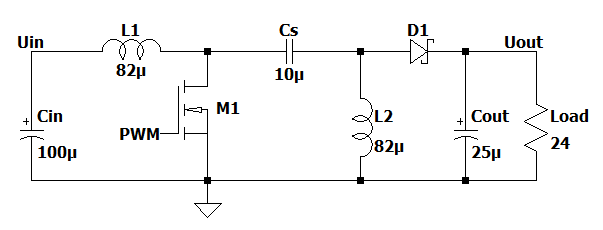 L1
Cs
D1
Uin
Uout
82µ
10µ
Cin
M1
L2
Cout
Load
PWM
100µ
82µ
25µ
24